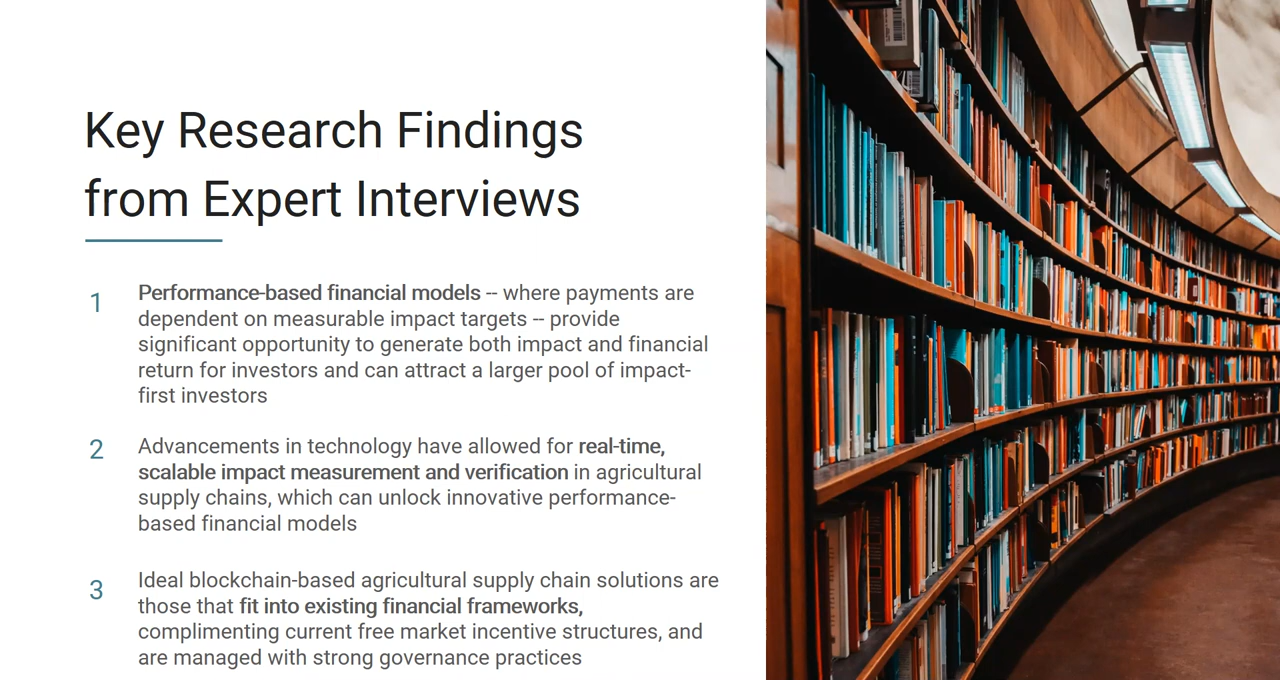 Key Research Findings
from Expert Interviews
1
Performance-based financial models -- where payments are
dependent on measurable impact targets -- provide
significant opportunity to generate both impact and financial
return for investors and can attract a larger pool of impact-
first investors
2
Advancements in technology have allowed for real-time,
scalable impact measurement and verification in agricultural
supply chains, which can unlock innovative performance-
based financial models
3
Ideal blockchain-based agricultural supply chain solutions are
those that fit into existing financial frameworks,
complimenting current free market incentive structures, and
are managed with strong governance practices